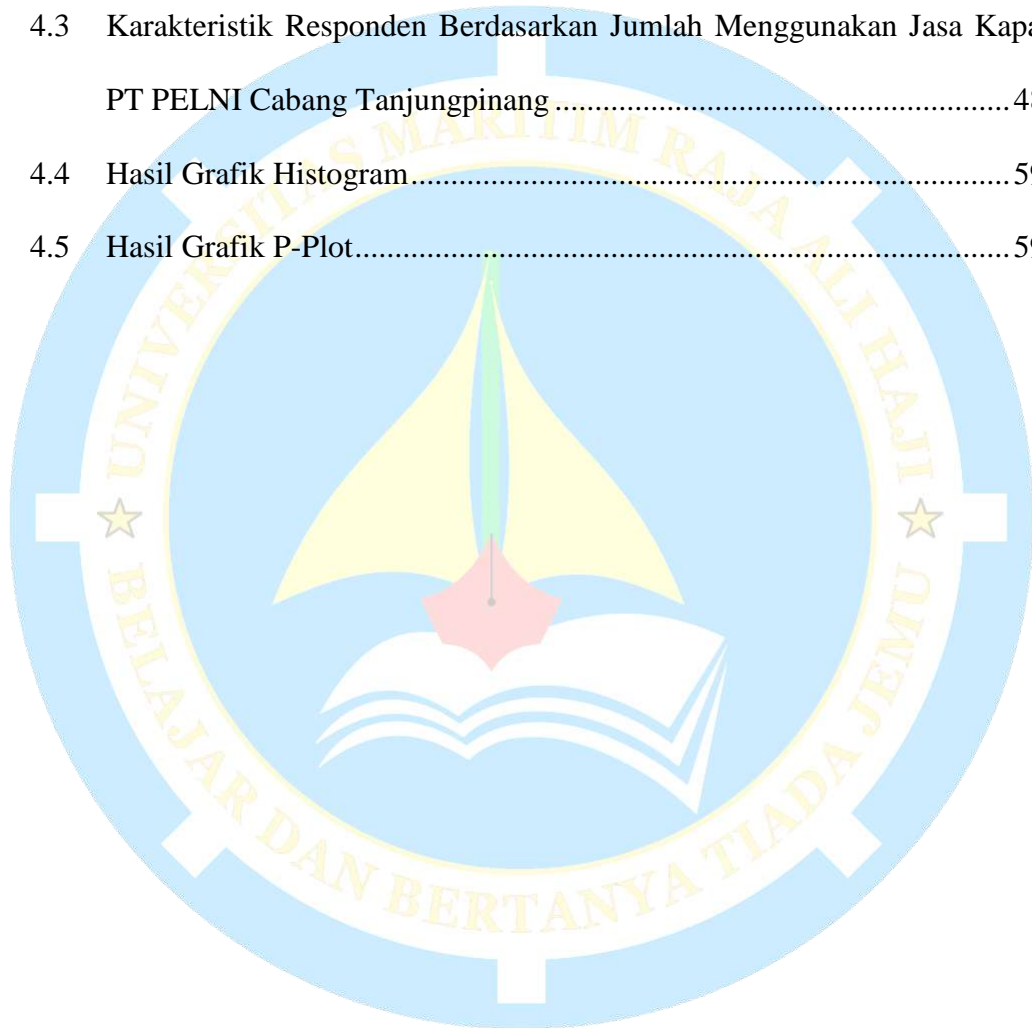 4.3 Karakteristik Responden Berdasarkan Jumlah Menggunakan Jasa Kapa
PT PELNI Cabang Tanjungpinang
4.4 Hasil Grafik Histogram
4.5 Hasil Grafik P-Plot
UNIVERSITAS MARITIM RAJA ALI HAJI
BELAJAR DAN BERTANYA TIADA JEMU